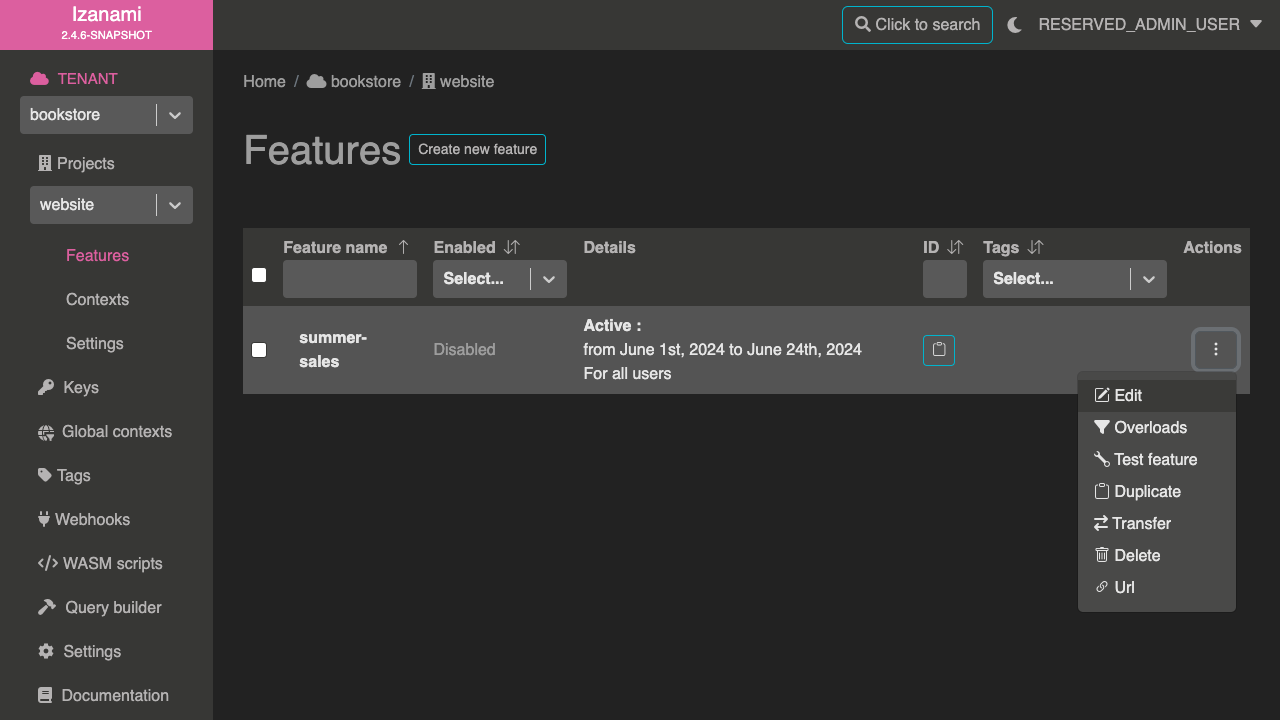 Izanami
2.4.6-SNAPSHOT
Click to search
RESERVED_ADMIN_USER
TENANT
bookstore
Projects
website
Features
Contexts
Settings
Keys
Global contexts
Tags
Webhooks
WASM scripts
Query builder
Settings
Documentation
Home / bookstore / website
Features
Create new feature
Feature name Enabled Details ID Tags Actions
Select... Select...
summer-
sales
Disabled
Active :
from June 1st, 2024 to June 24th, 2024
For all users
Edit
Overloads
Test feature
Duplicate
Transfer
Delete
Url